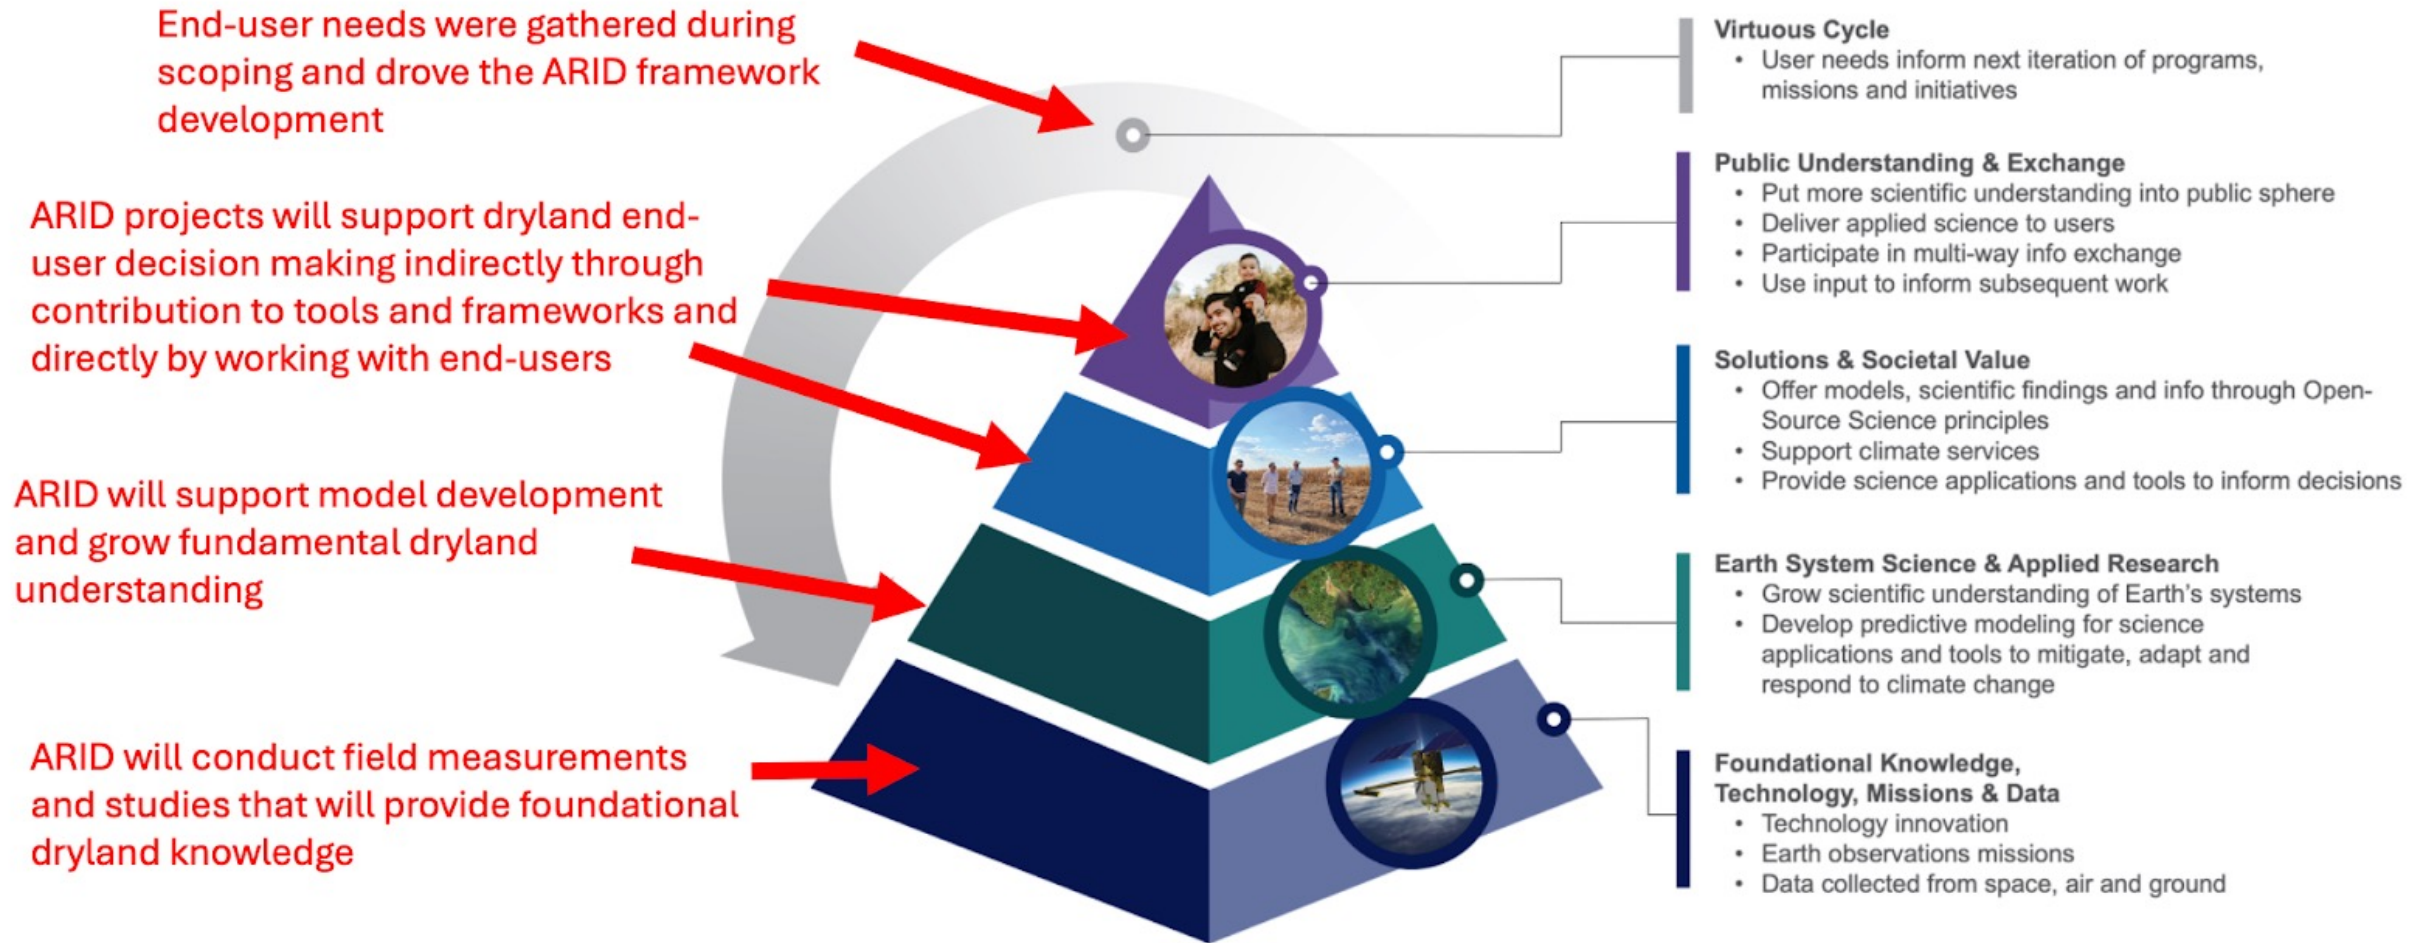 End-user needs were gathered during
scoping and drove the ARID framework
development
ARID projects will support dryland end-
user decision making indirectly through
contribution to tools and frameworks and
directly by working with end-users
ARID will support model development
and grow fundamental dryland
understanding
ARID will conduct field measurements
and studies that will provide foundational
dryland knowledge
Virtuous Cycle
• User needs inform next iteration of programs,
missions and initiatives
Public Understanding & Exchange
• Put more scientific understanding into public sphere
• Deliver applied science to users
• Participate in multi-way info exchange
• Use input to inform subsequent work
Solutions & Societal Value
• Offer models, scientific findings and info through Open-
Source Science principles
• Support climate services
• Provide science applications and tools to inform decisions
Earth System Science & Applied Research
• Grow scientific understanding of Earth's systems
• Develop predictive modeling for science
applications and tools to mitigate, adapt and
respond to climate change
Foundational Knowledge,
Technology, Missions & Data
• Technology innovation
• Earth observations missions
• Data collected from space, air and ground